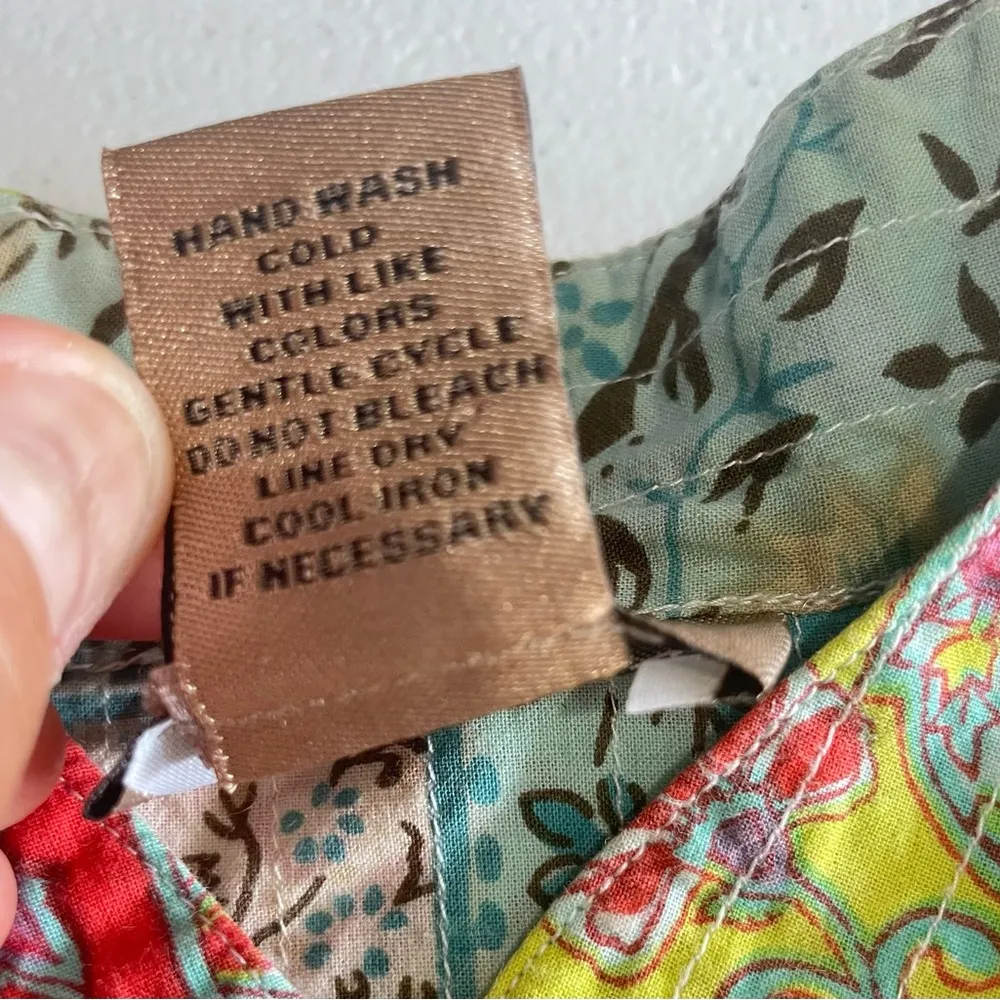 HAND WASH
COLD
WITH LIKE
COLORS
GENTLE CYCLE
DO NOT BLEACH
LINE DRY
COOL IRON
IF NECESSARY